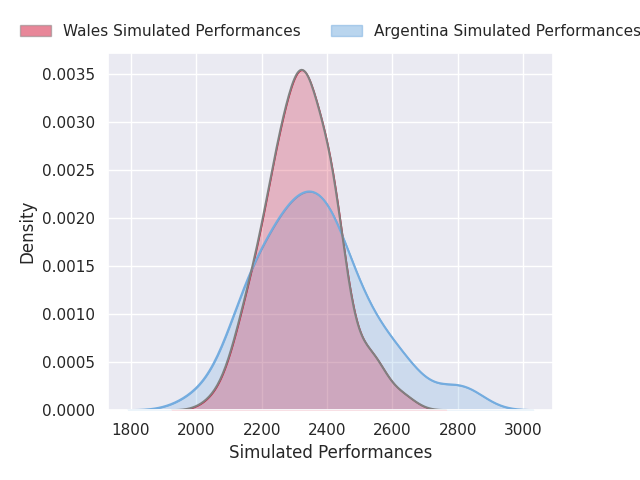 Wales Simulated Performances Argentina Simulated Performances
0.0035
0.0030
0.0025
0.0020
0.0015
0.0010
0.0005
0.0000
Density
1800 2000 2200 2400 2600 2800 3000
Simulated Performances